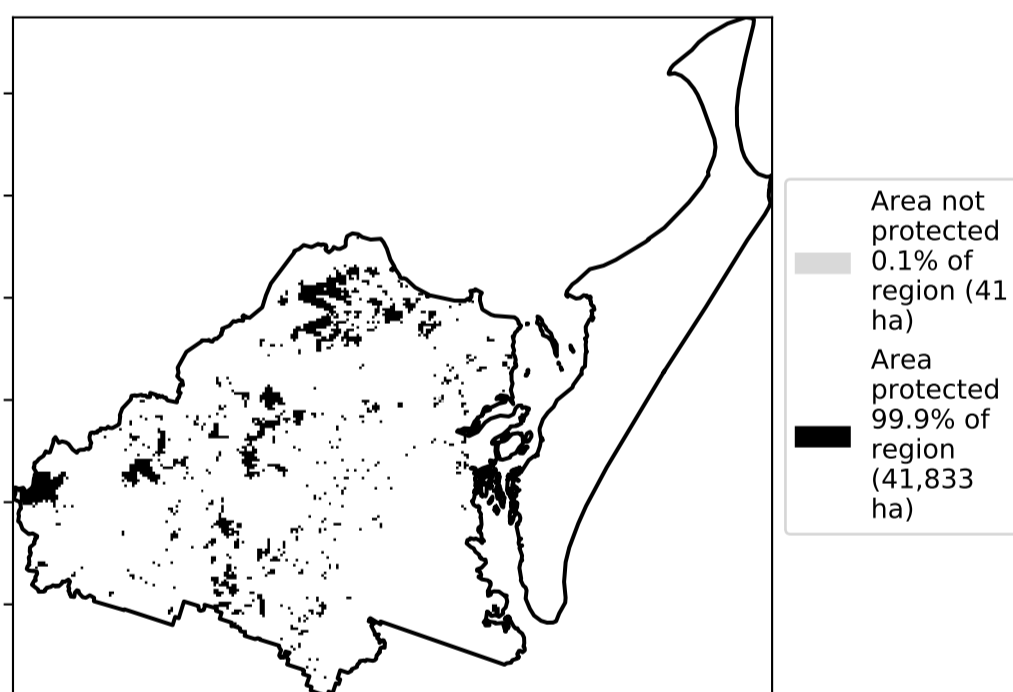 Area not
protected
0.1% of
region (41
ha)
Area
protected
99.9% of
region
(41,833
ha)